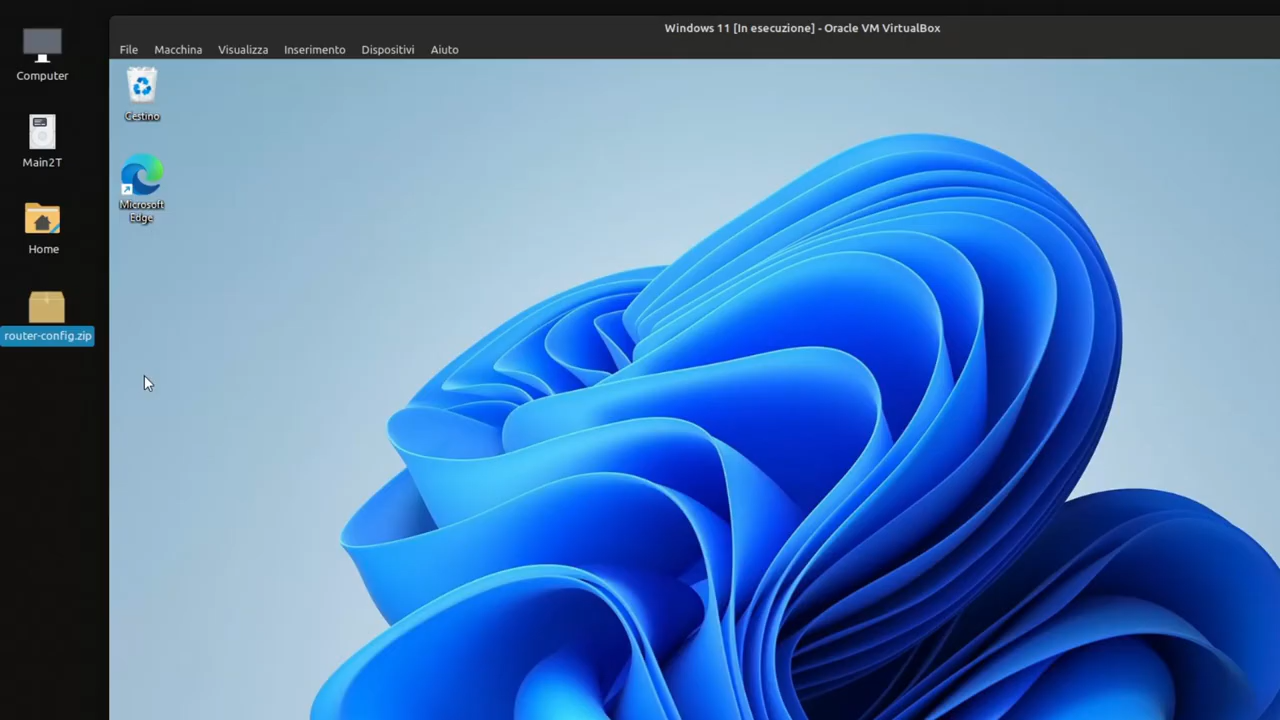 Windows 11 [In esecuzione] - Oracle VM VirtualBox
File Macchina Visualizza Inserimento Dispositivi Aiuto
Computer
Main2T
Home
router-config.zip
Cestino
Microsoft
Edge